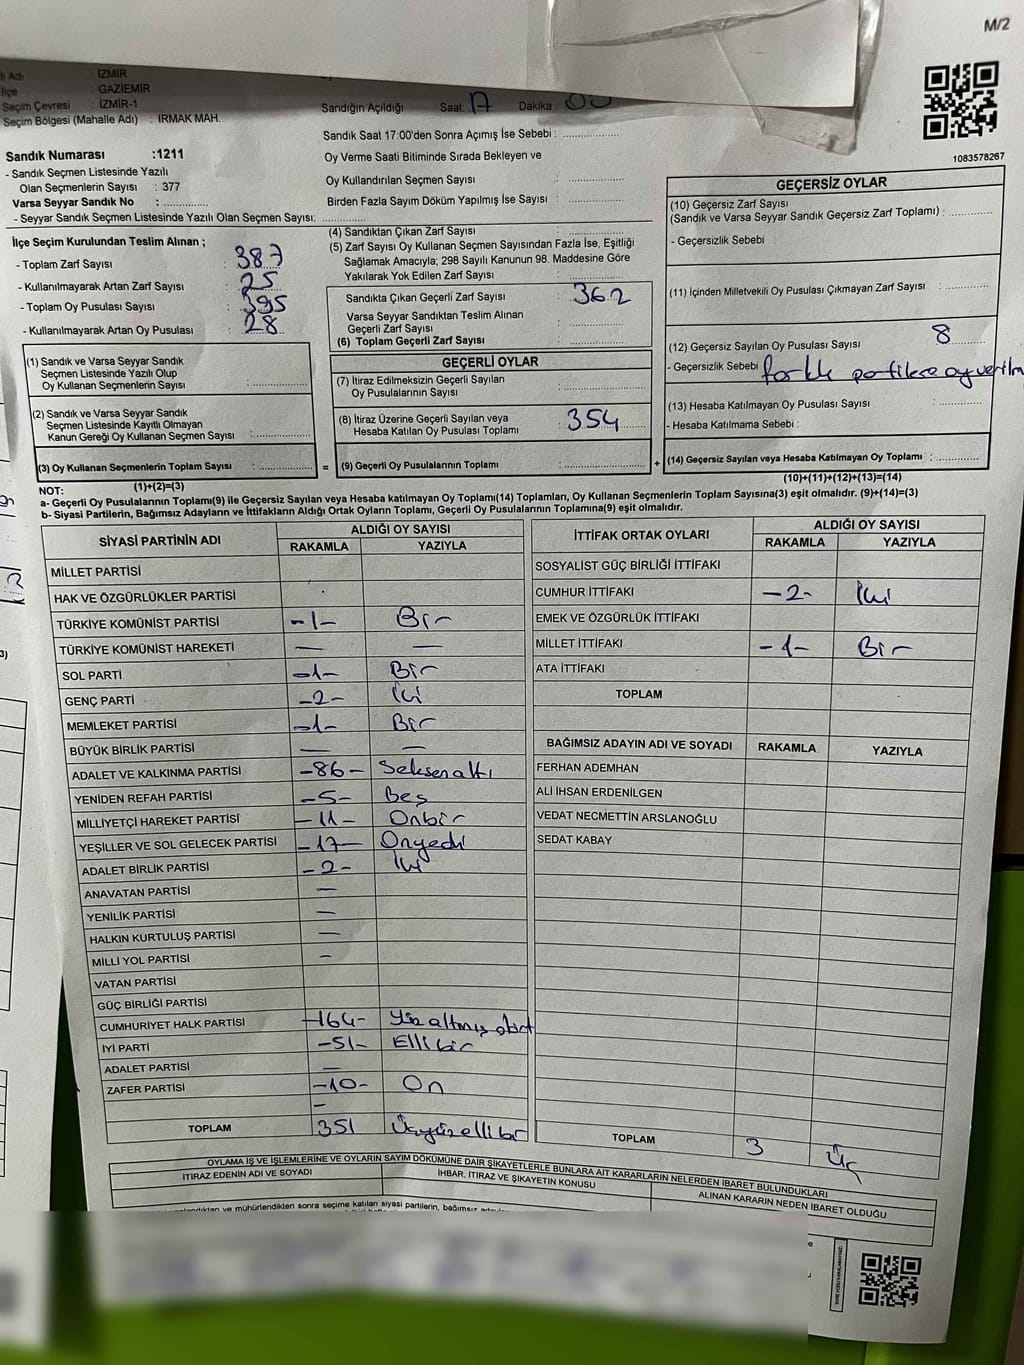 M/2
İZMİR
GAZİEMİR
Seçim Çevresi : İZMİR-1
Seçim Bölgesi (Mahalle Adı) : IRMAK MAH.
Sandığın Açıldığı Saat: 17 Dakika : 00
Sandık Saat 17:00'den Sonra Açımış İse Sebebi :
Oy Verme Saati Bitiminde Sırada Bekleyen ve
Oy Kullandırılan Seçmen Sayısı :
Birden Fazla Sayım Döküm Yapılmış İse Sayısı :
1083578267
Sandık Numarası :1211
- Sandık Seçmen Listesinde Yazılı
Olan Seçmenlerin Sayısı : 377
Varsa Seyyar Sandık No :
- Seyyar Sandık Seçmen Listesinde Yazılı Olan Seçmen Sayısı:
İlçe Seçim Kurulundan Teslim Alınan ;
- Toplam Zarf Sayısı : 387
- Kullanılmayarak Artan Zarf Sayısı : 25
- Toplam Oy Pusulası Sayısı : 395
- Kullanılmayarak Artan Oy Pusulası : 28
(1) Sandık ve Varsa Seyyar Sandık
Seçmen Listesinde Yazılı Olup
Oy Kullanan Seçmenlerin Sayısı :
(2) Sandık ve Varsa Seyyar Sandık
Seçmen Listesinde Kayıtlı Olmayan
Kanun Gereği Oy Kullanan Seçmen Sayısı :
(3) Oy Kullanan Seçmenlerin Toplam Sayısı :
(1)+(2)=(3)
(4) Sandıktan Çıkan Zarf Sayısı :
(5) Zarf Sayısı Oy Kullanan Seçmen Sayısından Fazla İse, Eşitliği
Sağlamak Amacıyla; 298 Sayılı Kanunun 98. Maddesine Göre
Yakılarak Yok Edilen Zarf Sayısı :
Sandıkta Çıkan Geçerli Zarf Sayısı : 362
Varsa Seyyar Sandıktan Teslim Alınan
Geçerli Zarf Sayısı :
(6) Toplam Geçerli Zarf Sayısı :
GEÇERLİ OYLAR
(7) İtiraz Edilmeksizin Geçerli Sayılan
Oy Pusulalarının Sayısı :
(8) İtiraz Üzerine Geçerli Sayılan veya
Hesaba Katılan Oy Pusulası Toplamı : 354
= (9) Geçerli Oy Pusulalarının Toplamı :
GEÇERSİZ OYLAR
(10) Geçersiz Zarf Sayısı
(Sandık ve Varsa Seyyar Sandık Geçersiz Zarf Toplamı) :
- Geçersizlik Sebebi :
(11) İçinden Milletvekili Oy Pusulası Çıkmayan Zarf Sayısı :
(12) Geçersiz Sayılan Oy Pusulası Sayısı : 8
- Geçersizlik Sebebi farklı partilere oy
(13) Hesaba Katılmayan Oy Pusulası Sayısı :
- Hesaba Katılmama Sebebi :
+ (14) Geçersiz Sayılan veya Hesaba Katılmayan Oy Toplamı :
(10)+(11)+(12)+(13)=(14)
NOT:
a- Geçerli Oy Pusulalarının Toplamı(9) ile Geçersiz Sayılan veya Hesaba katılmayan Oy Toplamı(14) Toplamları, Oy Kullanan Seçmenlerin Toplam Sayısına(3) eşit olmalıdır. (9)+(14)=(3)
b- Siyasi Partilerin, Bağımsız Adayların ve İttifakların Aldığı Ortak Oyların Toplamı, Geçerli Oy Pusulalarının Toplamına(9) eşit olmalıdır.
SİYASİ PARTİNİN ADI
ALDIĞI OY SAYISI
RAKAMLA YAZIYLA
MİLLET PARTİSİ
HAK VE ÖZGÜRLÜKLER PARTİSİ
TÜRKİYE KOMÜNİST PARTİSİ -1- Bir
TÜRKİYE KOMÜNİST HAREKETİ — —
SOL PARTİ -1- Bir
GENÇ PARTİ -2- İki
MEMLEKET PARTİSİ -1- Bir
BÜYÜK BİRLİK PARTİSİ — —
ADALET VE KALKINMA PARTİSİ -86- Seksenaltı
YENİDEN REFAH PARTİSİ -5- Beş
MİLLİYETÇİ HAREKET PARTİSİ -11- Onbir
YEŞİLLER VE SOL GELECEK PARTİSİ -17- Onyedi
ADALET BİRLİK PARTİSİ -2- İki
ANAVATAN PARTİSİ —
YENİLİK PARTİSİ —
HALKIN KURTULUŞ PARTİSİ —
MİLLİ YOL PARTİSİ -
VATAN PARTİSİ
GÜÇ BİRLİĞİ PARTİSİ
CUMHURİYET HALK PARTİSİ -164- Yüz altmış
İYİ PARTİ -51- Elli bir
ADALET PARTİSİ —
ZAFER PARTİSİ -10- On
-
TOPLAM 351 Üçyüzellibir
İTTİFAK ORTAK OYLARI
ALDIĞI OY SAYISI
RAKAMLA YAZIYLA
SOSYALİST GÜÇ BİRLİĞİ İTTİFAKI
CUMHUR İTTİFAKI -2- İki
EMEK VE ÖZGÜRLÜK İTTİFAKI
MİLLET İTTİFAKI -1- Bir
ATA İTTİFAKI
TOPLAM
BAĞIMSIZ ADAYIN ADI VE SOYADI RAKAMLA YAZIYLA
FERHAN ADEMHAN
ALİ İHSAN ERDENİLGEN
VEDAT NECMETTİN ARSLANOĞLU
SEDAT KABAY
TOPLAM 3 Üç
OYLAMA İŞ VE İŞLEMLERİNE VE OYLARIN SAYIM DÖKÜMÜNE DAİR ŞİKAYETLERLE BUNLARA AİT KARARLARIN NELERDEN İBARET BULUNDUKLARI
İTİRAZ EDENİN ADI VE SOYADI
İHBAR, İTİRAZ VE ŞİKAYETİN KONUSU
ALINAN KARARIN NEDEN İBARET OLDUĞU
ve mühürlendikten sonra seçime katılan siyasi partilerin, bağımsız